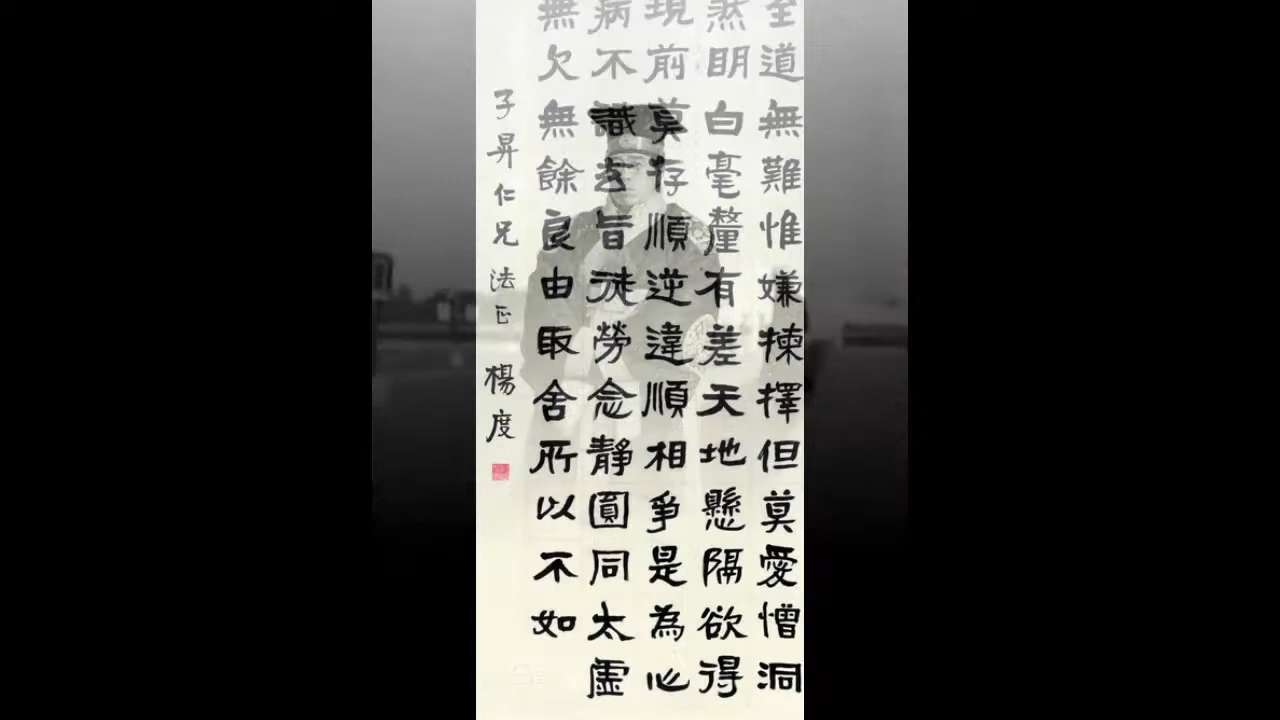 至道無難惟嫌揀擇但莫愛憎洞
然明白毫釐有差天地懸隔欲得
現前莫存順逆違順相爭是為心
病不識玄旨徒勞念靜圓同太虛
無欠無餘良由取舍所以不如
子昇仁兄法正 楊度